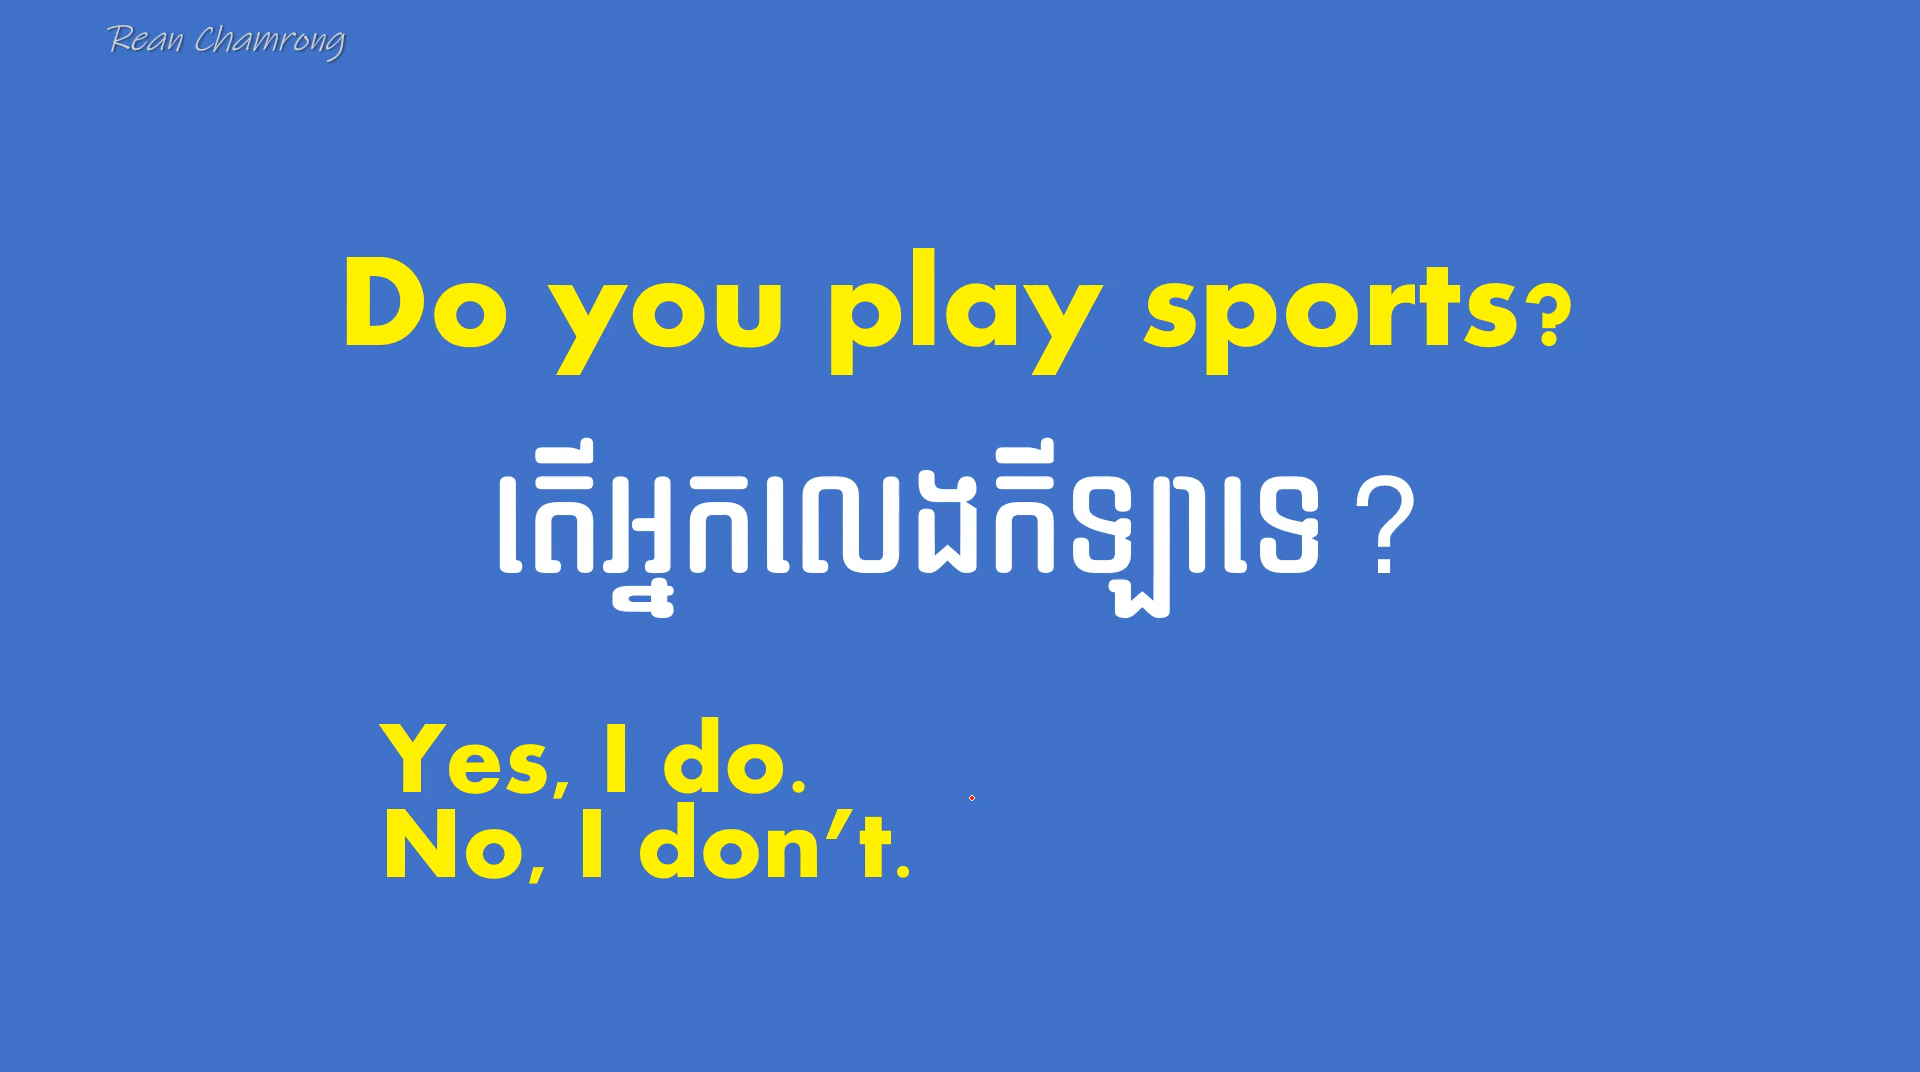 Rean Chamrong
Do you play sports?
តើអ្នកលេងកីឡាទេ ?
Yes, I do.
No, I don’t.